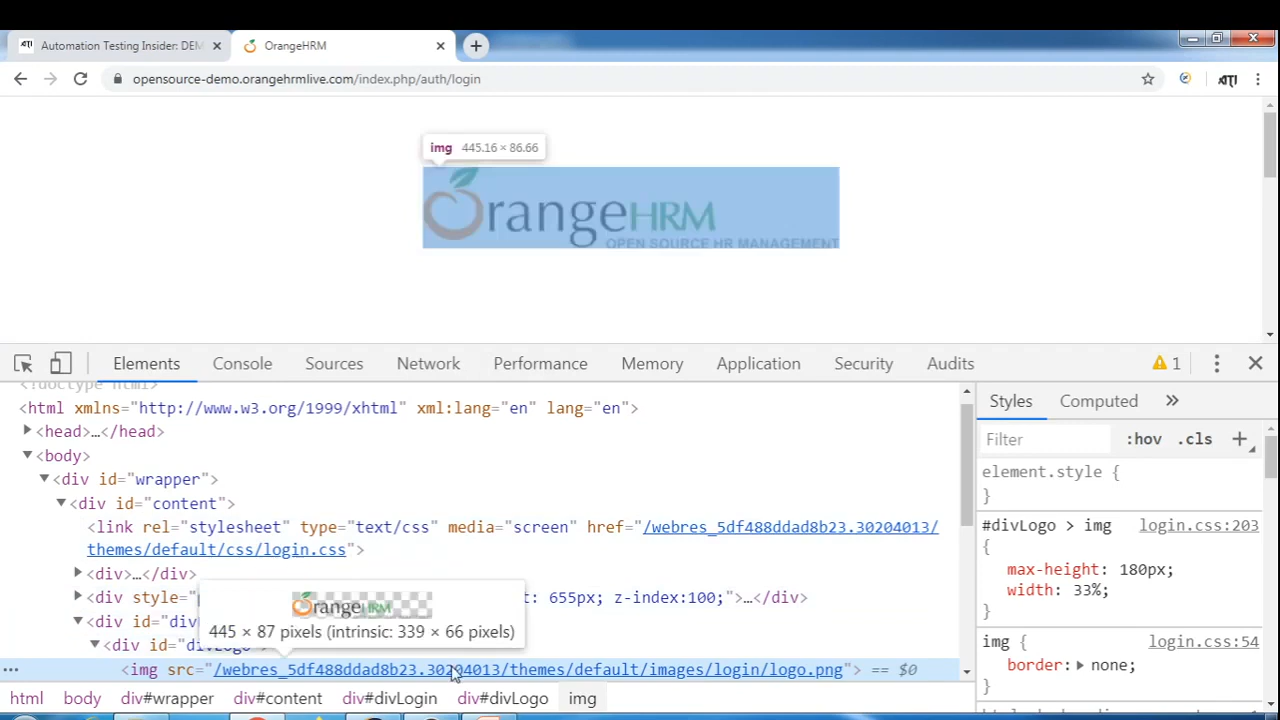 ATI Automation Testing Insider: DEM
OrangeHRM
opensource-demo.orangehrmlive.com/index.php/auth/login
ATI
img 445.16 × 86.66
OrangeHRM
OPEN SOURCE HR MANAGEMENT
Elements Console Sources Network Performance Memory Application Security Audits 1
<!doctype html>
<html xmlns="http://www.w3.org/1999/xhtml" xml:lang="en" lang="en">
<head>…</head>
<body>
<div id="wrapper">
<div id="content">
<link rel="stylesheet" type="text/css" media="screen" href="/webres_5df488ddad8b23.30204013/
themes/default/css/login.css">
<div>…</div>
<div style="p t: 655px; z-index:100;">…</div>
<div id="div
<div id="divLogo">
OrangeHRM
445 × 87 pixels (intrinsic: 339 × 66 pixels)
… <img src="/webres_5df488ddad8b23.30204013/themes/default/images/login/logo.png"> == $0
html body div#wrapper div#content div#divLogin div#divLogo img
Styles Computed »
Filter :hov .cls +
element.style {
}
#divLogo > img login.css:203
{
max-height: 180px;
width: 33%;
}
img { login.css:54
border: none;
}